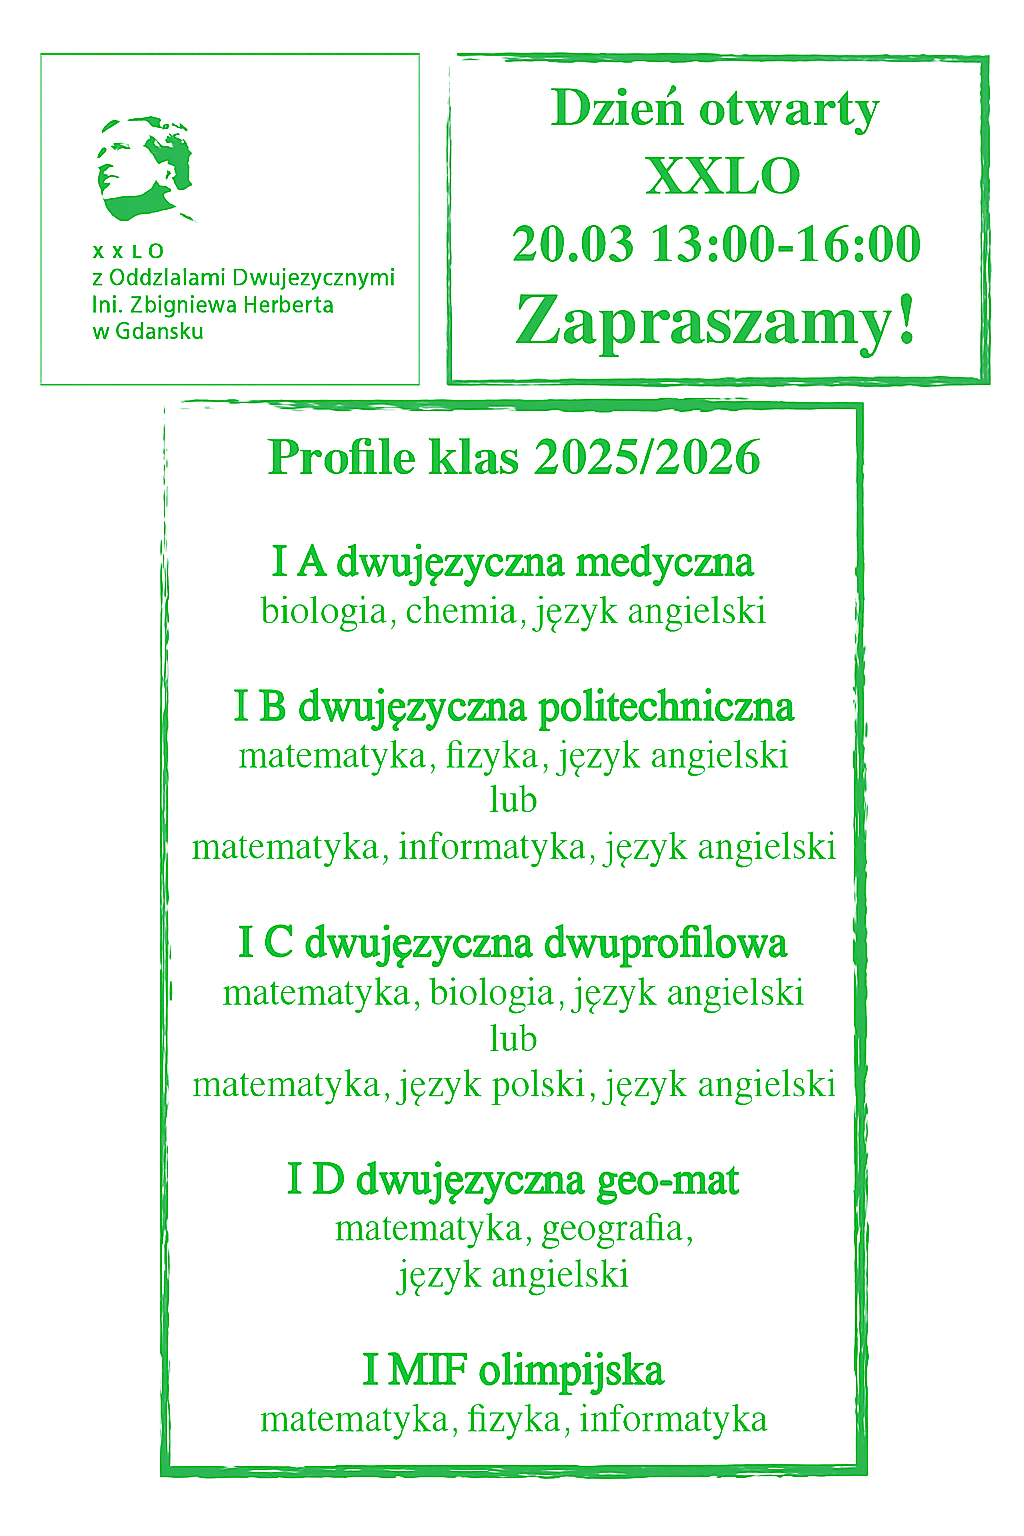 X X L O
z Oddzlalami Dwujezycznymi
Ini. Zbigniewa Herberta
w Gdansku
Dzień otwarty
XXLO
20.03 13:00-16:00
Zapraszamy!
Profile klas 2025/2026
I A dwujęzyczna medyczna
biologia, chemia, język angielski
I B dwujęzyczna politechniczna
matematyka, fizyka, język angielski
lub
matematyka, informatyka, język angielski
I C dwujęzyczna dwuprofilowa
matematyka, biologia, język angielski
lub
matematyka, język polski, język angielski
I D dwujęzyczna geo-mat
matematyka, geografia,
język angielski
I MIF olimpijska
matematyka, fizyka, informatyka